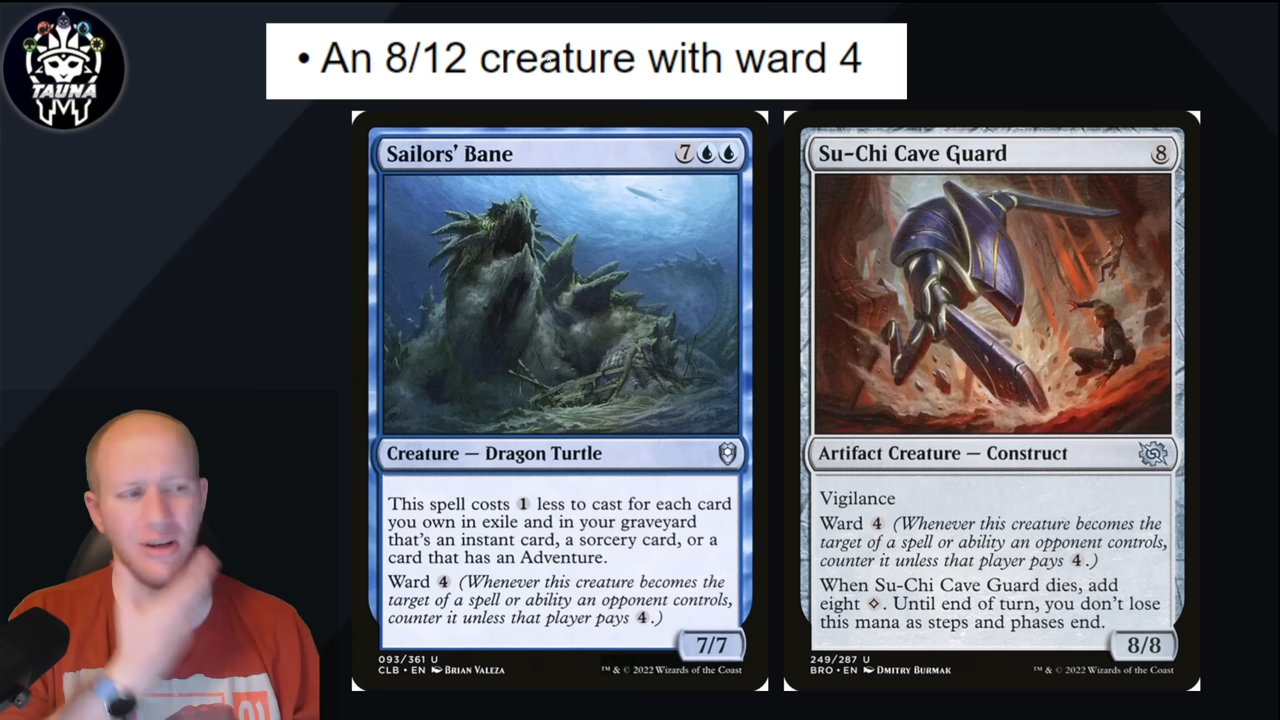 TAUNA
• An 8/12 creature with ward 4
Sailors' Bane 7
Creature — Dragon Turtle
This spell costs 1 less to cast for each card
you own in exile and in your graveyard
that's an instant card, a sorcery card, or a
card that has an Adventure.
Ward 4 (Whenever this creature becomes the
target of a spell or ability an opponent controls,
counter it unless that player pays 4.)
7/7
093/361 U
CLB • EN BRIAN VALEZA ™ & © 2022 Wizards of the Coast
Su-Chi Cave Guard 8
Artifact Creature — Construct
Vigilance
Ward 4 (Whenever this creature becomes the
target of a spell or ability an opponent controls,
counter it unless that player pays 4.)
When Su-Chi Cave Guard dies, add
eight ◇. Until end of turn, you don't lose
this mana as steps and phases end.
8/8
249/287 U
BRO • EN DMITRY BURMAK ™ & © 2022 Wizards of the Coast